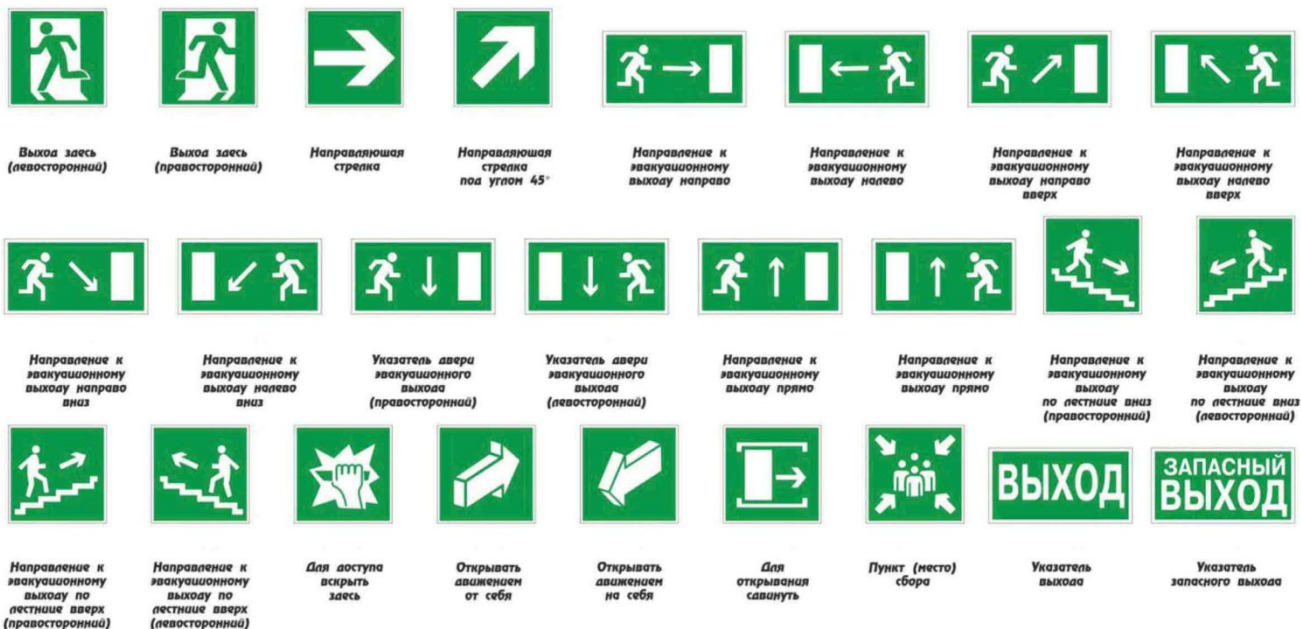 Выход здесь
(левосторонний)
Выход здесь
(правосторонний)
Направляющая
стрелка
Направляющая
стрелка
под углом 45°
Направление к
эвакуационному
выходу направо
Направление к
эвакуационному
выходу налево
Направление к
эвакуационному
выходу направо
вверх
Направление к
эвакуационному
выходу налево
вверх
Направление к
эвакуационному
выходу направо
вниз
Направление к
эвакуационному
выходу налево
вниз
Указатель двери
эвакуационного
выхода
(правосторонний)
Указатель двери
эвакуационного
выхода
(левосторонний)
Направление к
эвакуационному
выходу прямо
Направление к
эвакуационному
выходу прямо
Направление к
эвакуационному
выходу
по лестнице вниз
(правосторонний)
Направление к
эвакуационному
выходу
по лестнице вниз
(левосторонний)
ВЫХОД
ЗАПАСНЫЙ
ВЫХОД
Направление к
эвакуационному
выходу по
лестнице вверх
(правосторонний)
Направление к
эвакуационному
выходу по
лестнице вверх
(левосторонний)
Для доступа
вскрыть
здесь
Открывать
движением
от себя
Открывать
движением
на себя
Для
открывания
сдвинуть
Пункт (место)
сбора
Указатель
выхода
Указатель
запасного выхода